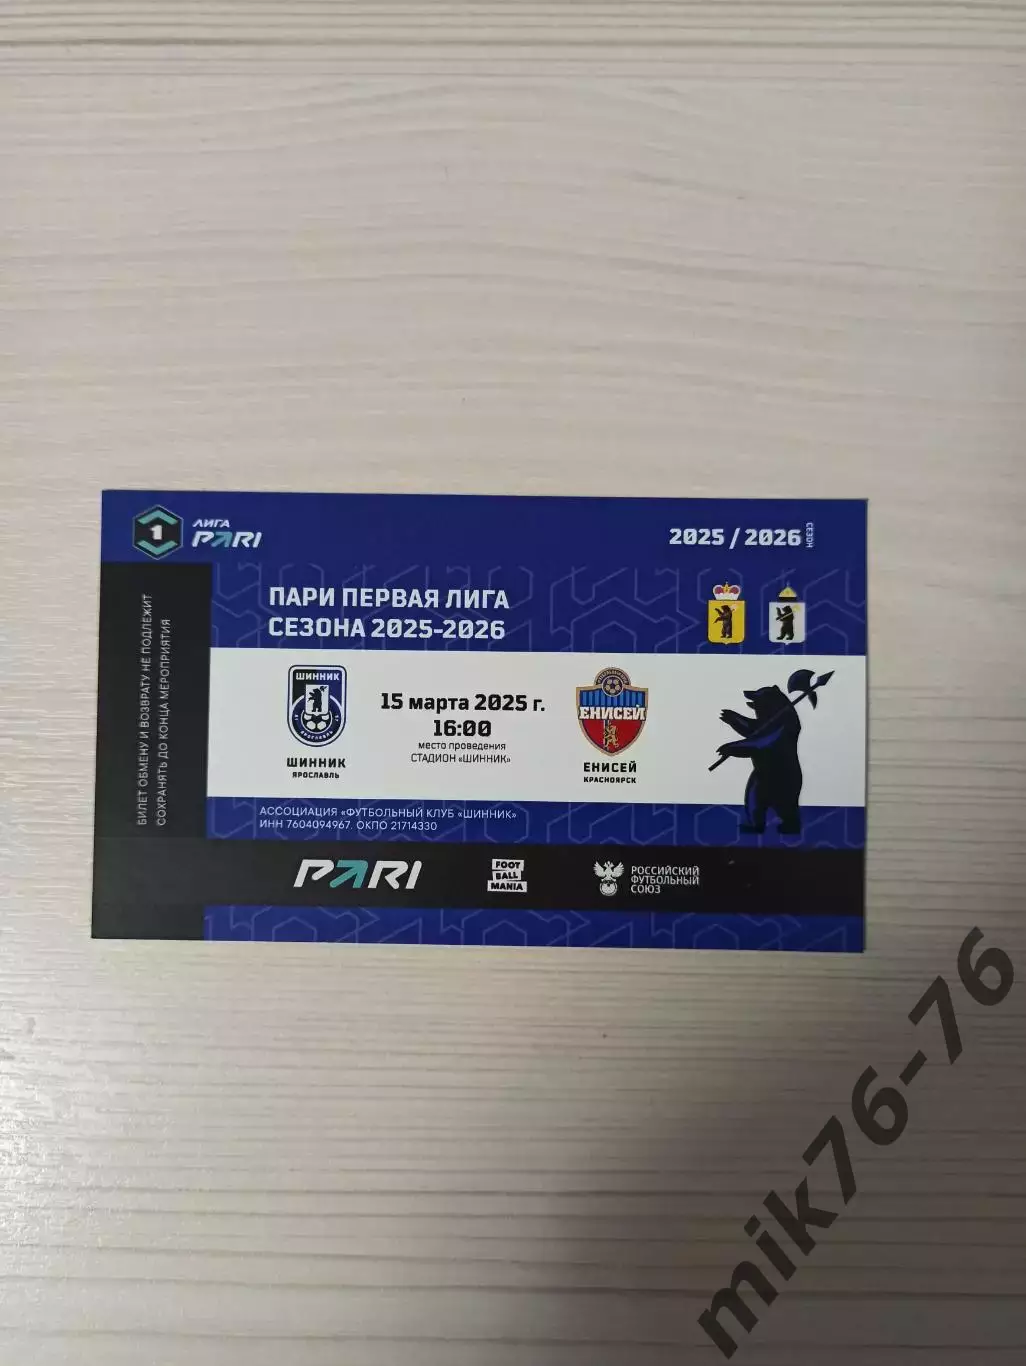 1
ЛИГА
PARI
2025 / 2026
СЕЗОН
БИЛЕТ ОБМЕНУ И ВОЗВРАТУ НЕ ПОДЛЕЖИТ
СОХРАНЯТЬ ДО КОНЦА МЕРОПРИЯТИЯ
ПАРИ ПЕРВАЯ ЛИГА
СЕЗОНА 2025-2026
ШИННИК
ЯРОСЛАВЛЬ
ШИННИК
ЯРОСЛАВЛЬ
15 марта 2025 г.
16:00
место проведения
СТАДИОН «ШИННИК»
ЕНИСЕЙ
ЕНИСЕЙ
КРАСНОЯРСК
АССОЦИАЦИЯ «ФУТБОЛЬНЫЙ КЛУБ «ШИННИК»
ИНН 7604094967. ОКПО 21714330
PARI
FOOT
BALL
MANIA
РОССИЙСКИЙ
ФУТБОЛЬНЫЙ
СОЮЗ
mik76-76